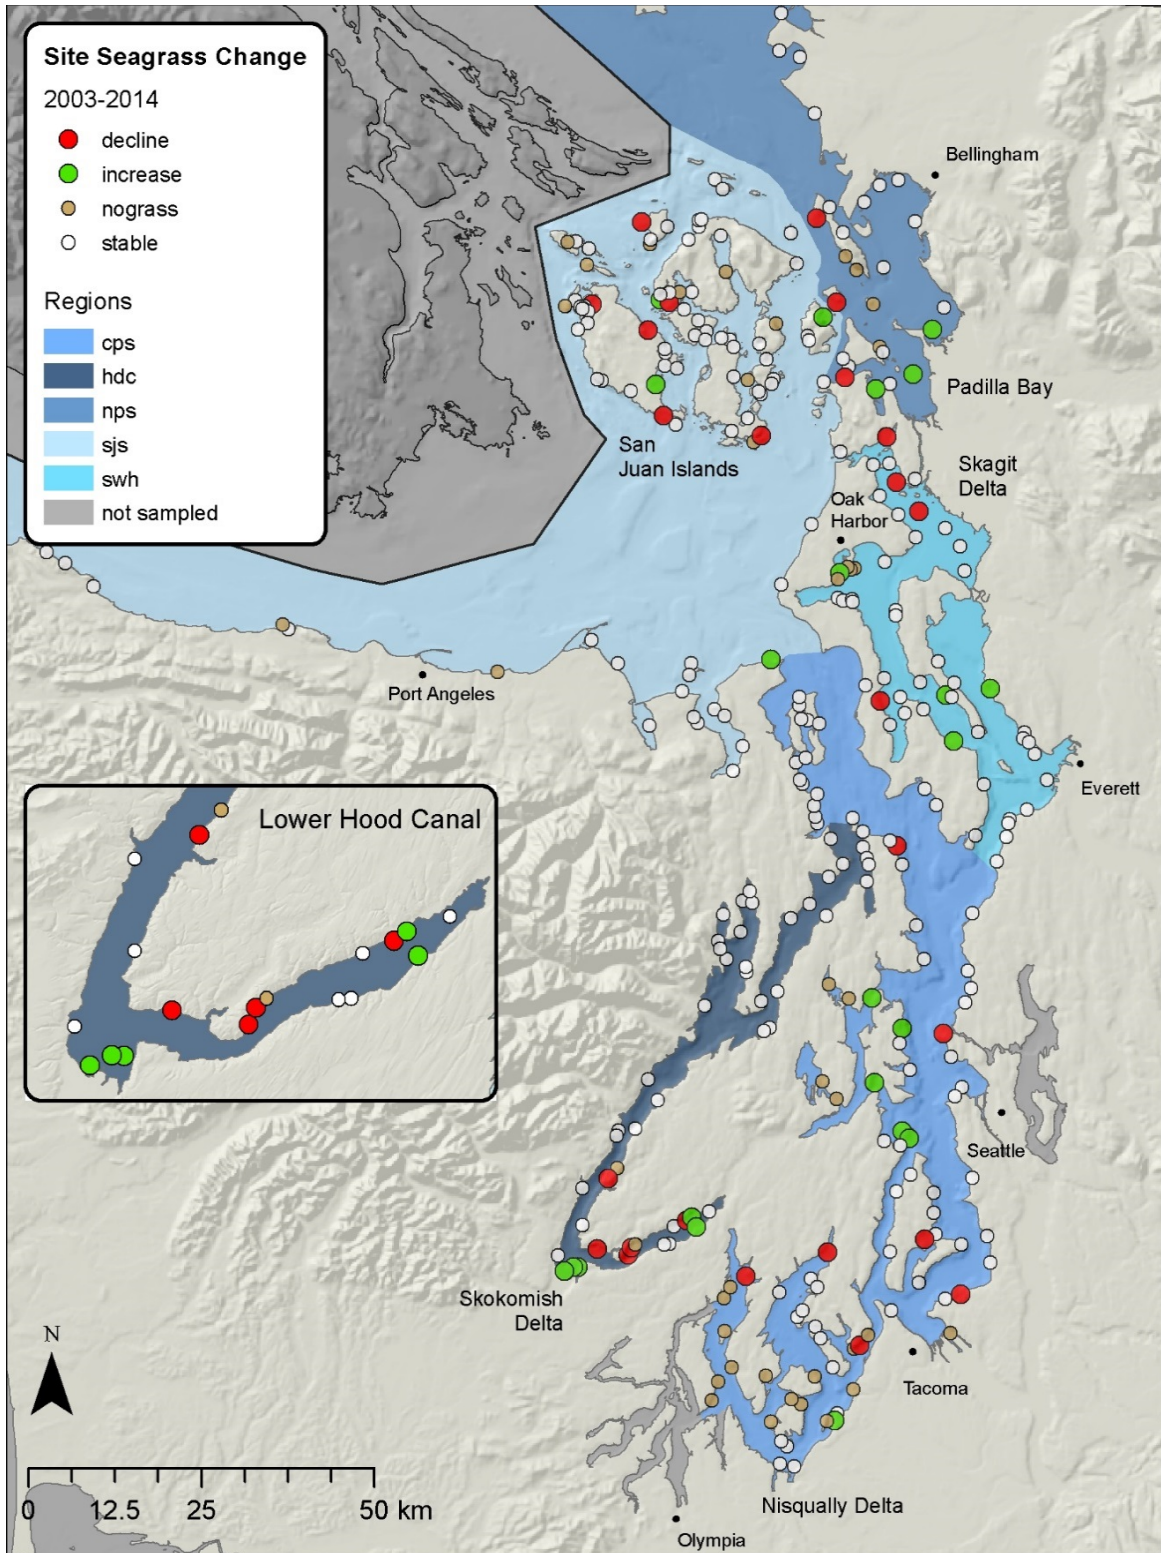 Site Seagrass Change
2003-2014
decline
increase
nograss
stable
Regions
cps
hdc
nps
sjs
swh
not sampled
Bellingham
Padilla Bay
San
Juan Islands
Skagit
Delta
Oak
Harbor
Port Angeles
Everett
Lower Hood Canal
Seattle
Skokomish
Delta
N
Tacoma
0 12.5 25 50 km
Nisqually Delta
Olympia